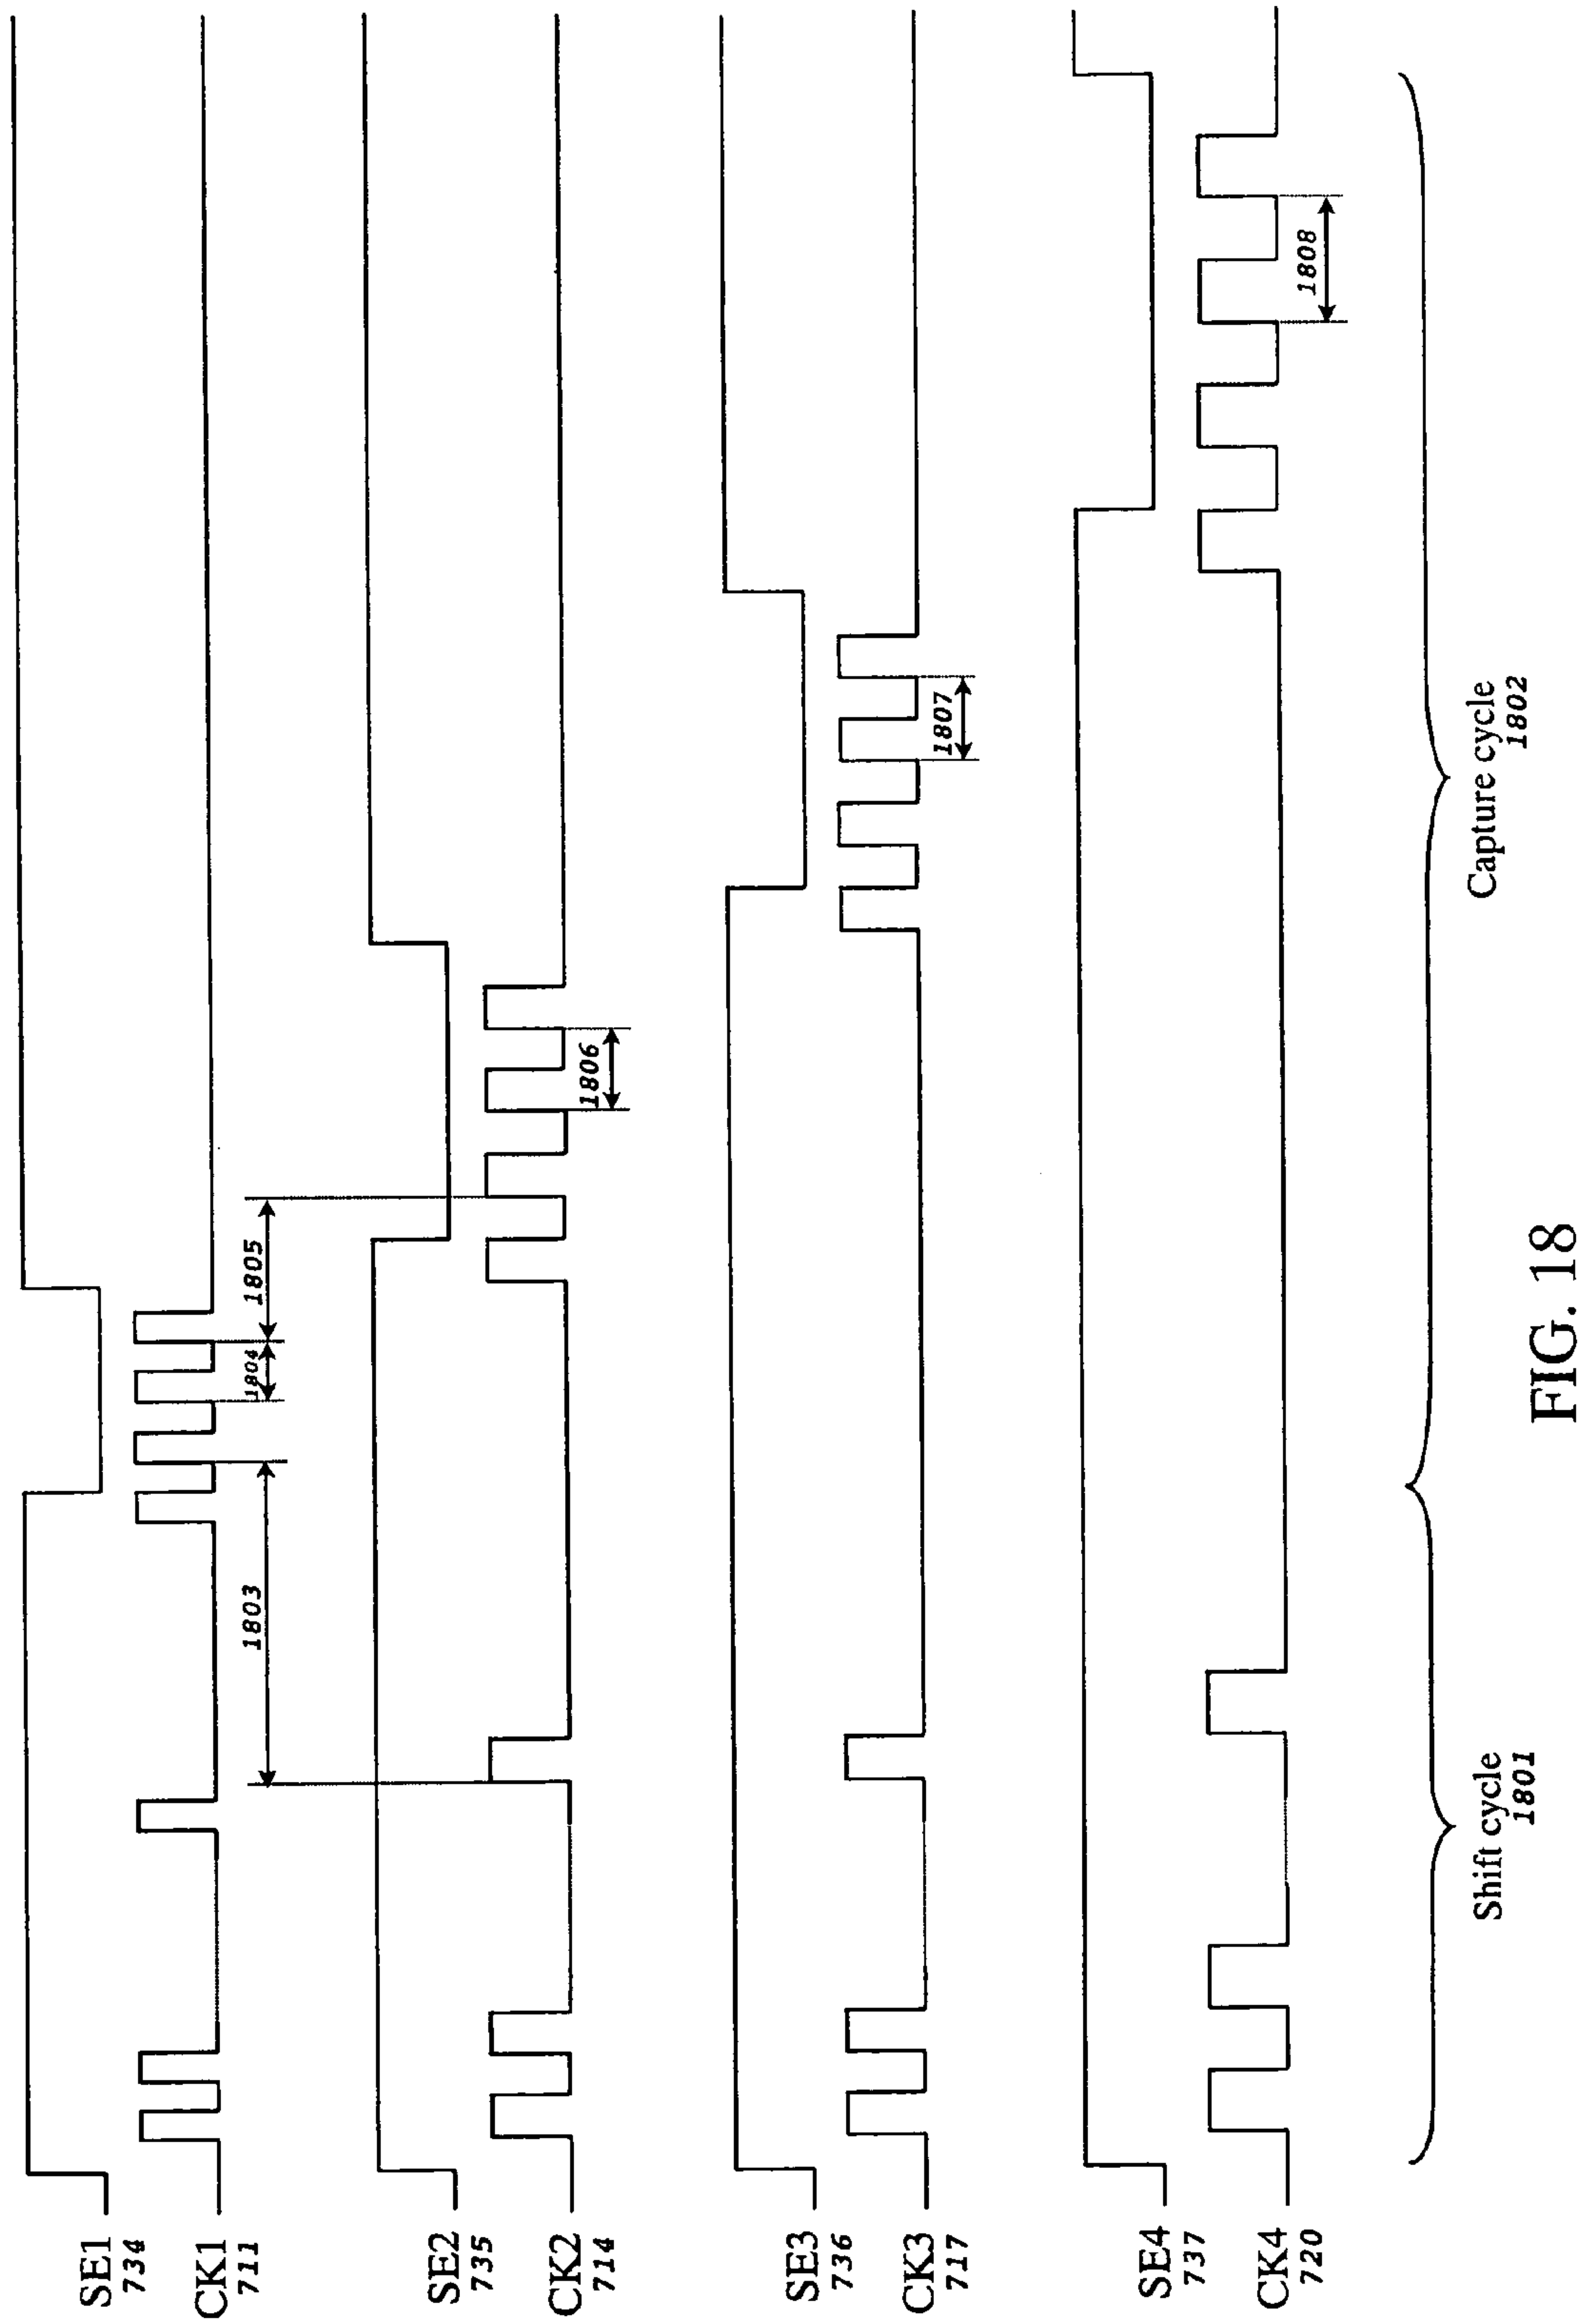 SE1
734
CK1
711
1803
1804
1805
SE2
735
CK2
714
1806
SE3
736
CK3
717
1807
SE4
737
CK4
720
1808
Shift cycle
1801
Capture cycle
1802
FIG. 18